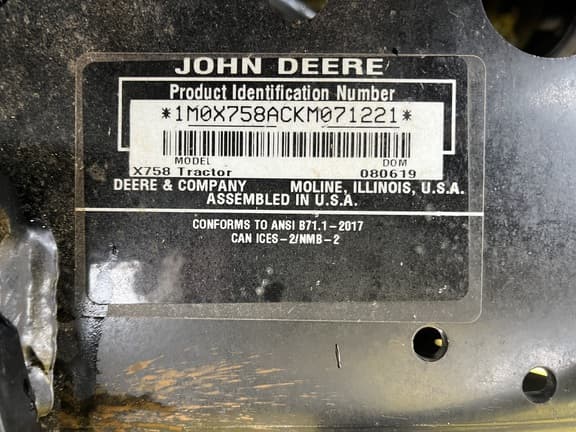 JOHN DEERE
Product Identification Number
*1M0X758ACKM071221*
MODEL DOM
X758 Tractor 080619
DEERE & COMPANY MOLINE, ILLINOIS, U.S.A.
ASSEMBLED IN U.S.A.
CONFORMS TO ANSI B71.1-2017
CAN ICES-2/NMB-2